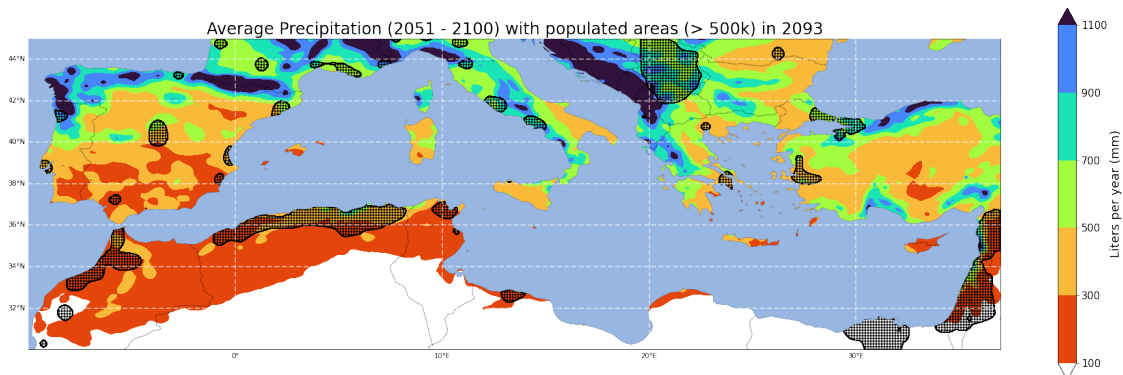 Average Precipitation (2051 - 2100) with populated areas (> 500k) in 2093
44°N
42°N
40°N
38°N
36°N
34°N
32°N
0°
10°E
20°E
30°E
1100
900
700
500
300
100
Liters per year (mm)